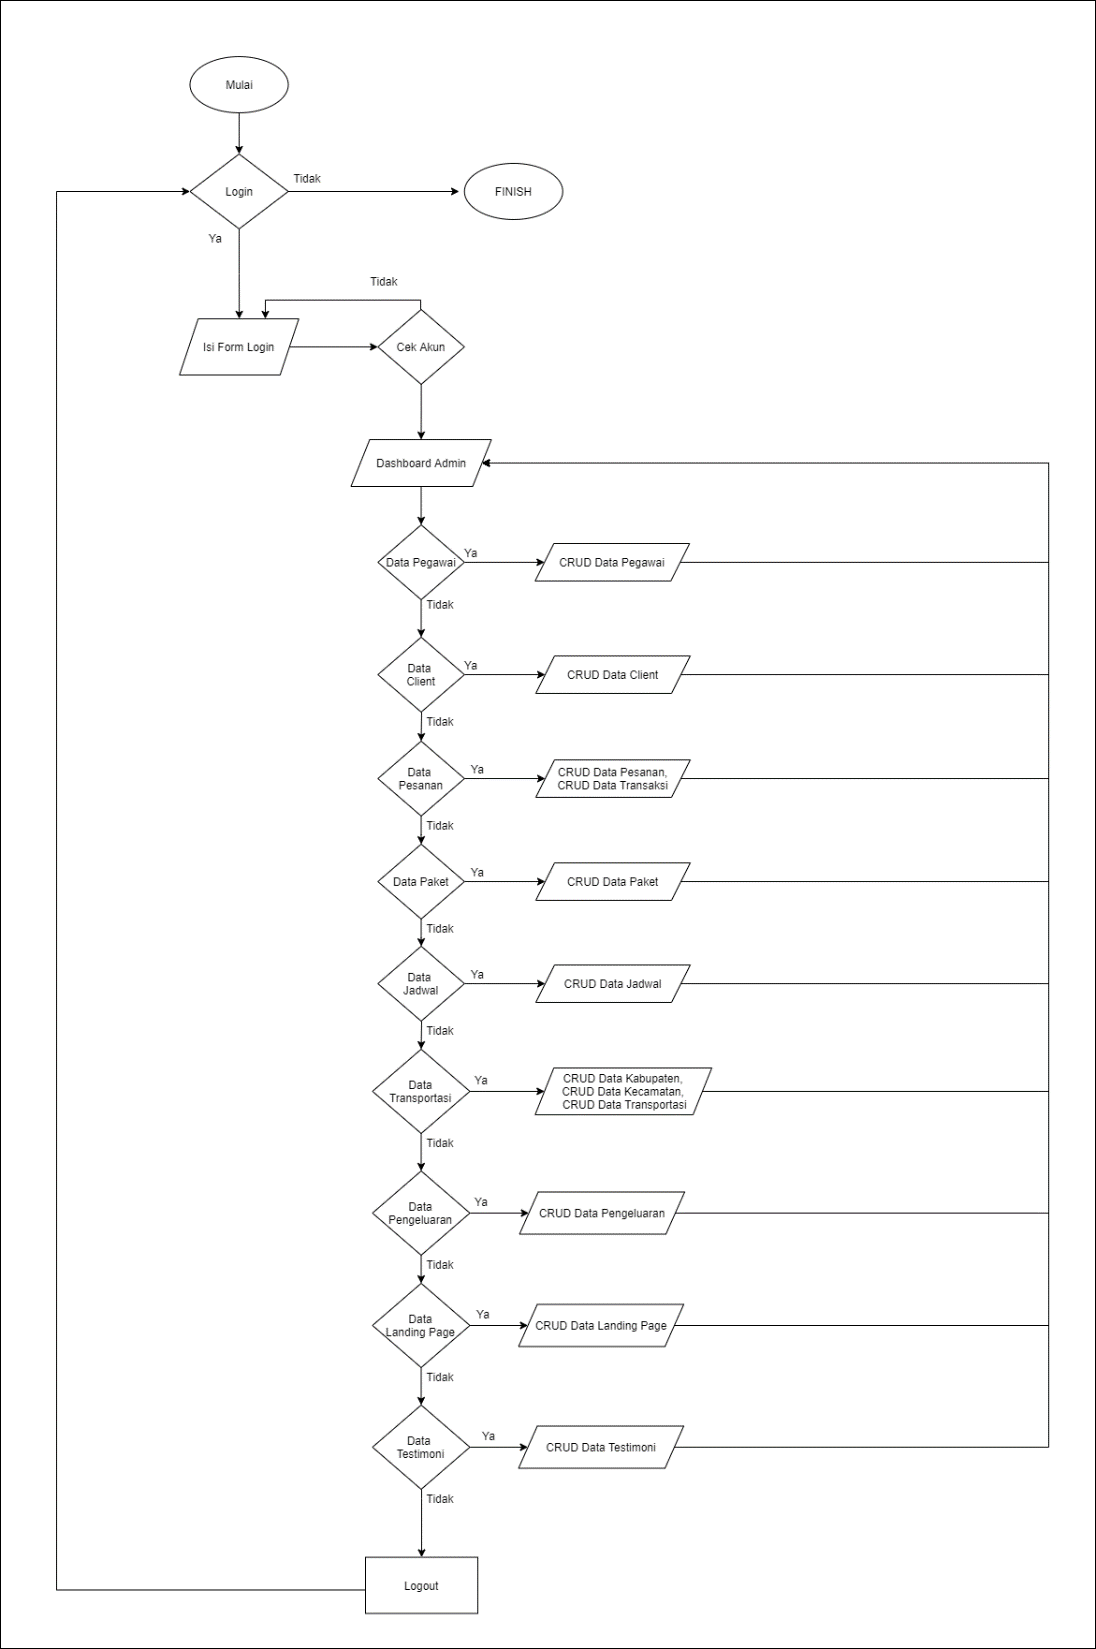 Mulai
Login
Tidak
FINISH
Ya
Tidak
Isi Form Login
Cek Akun
Dashboard Admin
Data Pegawai
Ya
CRUD Data Pegawai
Tidak
Data
Client
Ya
CRUD Data Client
Tidak
Data
Pesanan
Ya
CRUD Data Pesanan,
CRUD Data Transaksi
Tidak
Data Paket
Ya
CRUD Data Paket
Tidak
Data
Jadwal
Ya
CRUD Data Jadwal
Tidak
Data
Transportasi
Ya
CRUD Data Kabupaten,
CRUD Data Kecamatan,
CRUD Data Transportasi
Tidak
Data
Pengeluaran
Ya
CRUD Data Pengeluaran
Tidak
Data
Landing Page
Ya
CRUD Data Landing Page
Tidak
Data
Testimoni
Ya
CRUD Data Testimoni
Tidak
Logout